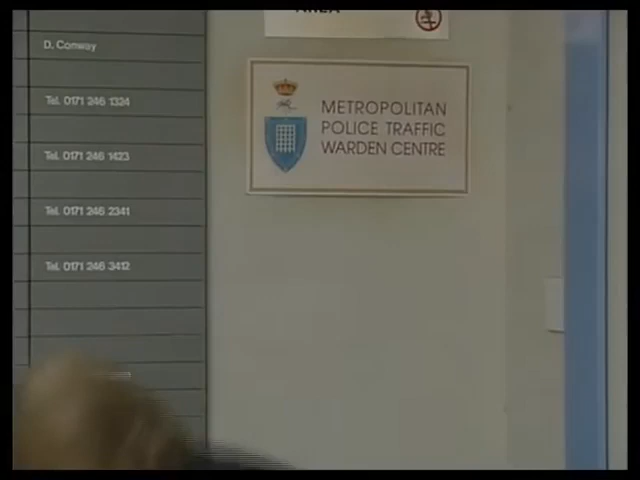 AREA
D. Conway
METROPOLITAN
POLICE TRAFFIC
WARDEN CENTRE
Tel. 0171 246 1324
Tel. 0171 246 1423
Tel. 0171 246 2341
Tel. 0171 246 3412